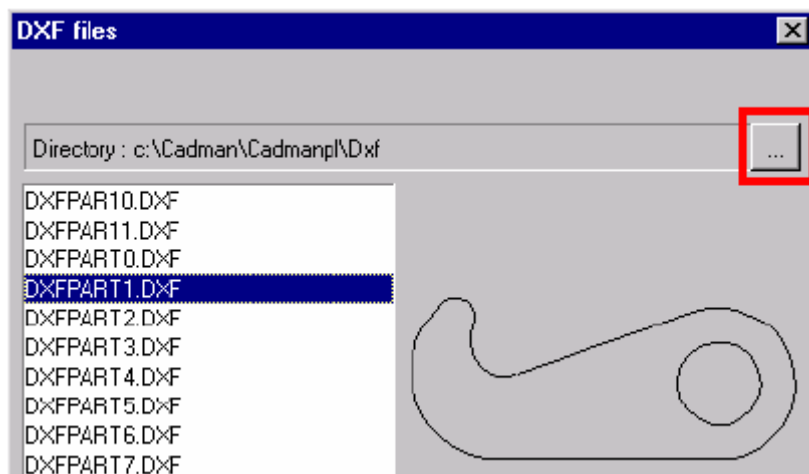 DXF files
Directory : c:\Cadman\Cadmanpl\Dxf
...
DXFPAR10.DXF
DXFPAR11.DXF
DXFPART0.DXF
DXFPART1.DXF
DXFPART2.DXF
DXFPART3.DXF
DXFPART4.DXF
DXFPART5.DXF
DXFPART6.DXF
DXFPART7.DXF